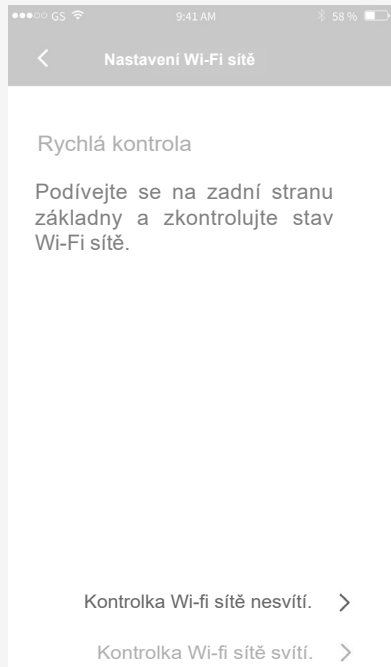 GS 9:41 AM 58 %
Nastavení Wi-Fi sítě
Rychlá kontrola
Podívejte se na zadní stranu
základny a zkontrolujte stav
Wi-Fi sítě.
Kontrolka Wi-fi sítě nesvítí.
Kontrolka Wi-fi sítě svítí.